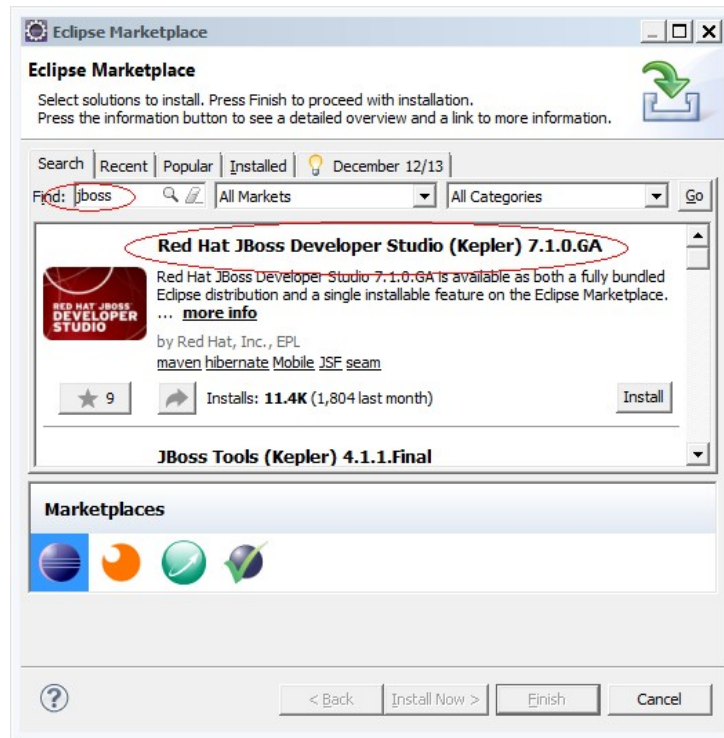 Eclipse Marketplace
Eclipse Marketplace
Select solutions to install. Press Finish to proceed with installation.
Press the information button to see a detailed overview and a link to more information.
Search Recent Popular Installed December 12/13
Find: jboss All Markets All Categories Go
Red Hat JBoss Developer Studio (Kepler) 7.1.0.GA
RED HAT JBOSS
DEVELOPER
STUDIO
Red Hat JBoss Developer Studio 7.1.0.GA is available as both a fully bundled
Eclipse distribution and a single installable feature on the Eclipse Marketplace.
... more info
by Red Hat, Inc., EPL
maven hibernate Mobile JSF seam
9 Installs: 11.4K (1,804 last month) Install
JBoss Tools (Kepler) 4.1.1.Final
Marketplaces
? < Back Install Now > Finish Cancel